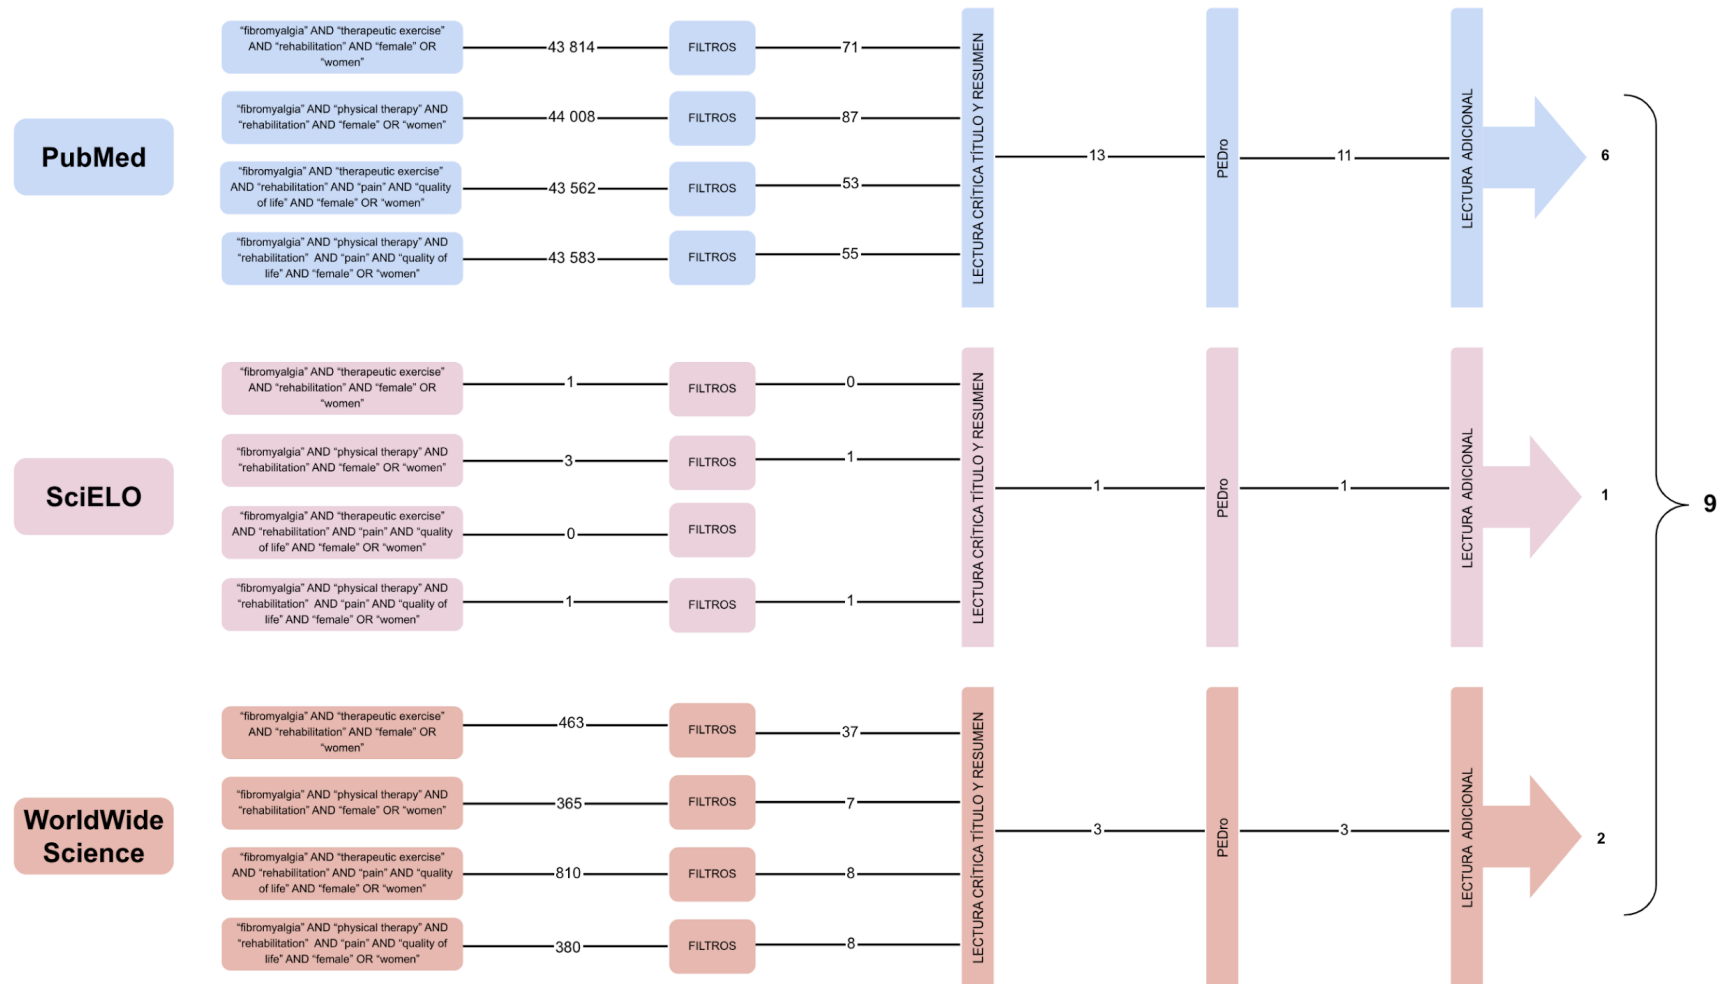 PubMed
“fibromyalgia” AND “therapeutic exercise”
AND “rehabilitation” AND “female” OR
“women”
43 814
FILTROS
71
“fibromyalgia” AND “physical therapy” AND
“rehabilitation” AND “female” OR “women”
44 008
FILTROS
87
“fibromyalgia” AND “therapeutic exercise”
AND “rehabilitation” AND “pain” AND “quality
of life” AND “female” OR “women”
43 562
FILTROS
53
“fibromyalgia” AND “physical therapy” AND
“rehabilitation” AND “pain” AND “quality of
life” AND “female” OR “women”
43 583
FILTROS
55
LECTURA CRÍTICA TÍTULO Y RESUMEN
13
PEDro
11
LECTURA ADICIONAL
6
SciELO
“fibromyalgia” AND “therapeutic exercise”
AND “rehabilitation” AND “female” OR
“women”
1
FILTROS
0
“fibromyalgia” AND “physical therapy” AND
“rehabilitation” AND “female” OR “women”
3
FILTROS
1
“fibromyalgia” AND “therapeutic exercise”
AND “rehabilitation” AND “pain” AND “quality
of life” AND “female” OR “women”
0
FILTROS
“fibromyalgia” AND “physical therapy” AND
“rehabilitation” AND “pain” AND “quality of
life” AND “female” OR “women”
1
FILTROS
1
LECTURA CRÍTICA TÍTULO Y RESUMEN
1
PEDro
1
LECTURA ADICIONAL
1
WorldWide
Science
“fibromyalgia” AND “therapeutic exercise”
AND “rehabilitation” AND “female” OR
“women”
463
FILTROS
37
“fibromyalgia” AND “physical therapy” AND
“rehabilitation” AND “female” OR “women”
365
FILTROS
7
“fibromyalgia” AND “therapeutic exercise”
AND “rehabilitation” AND “pain” AND “quality
of life” AND “female” OR “women”
810
FILTROS
8
“fibromyalgia” AND “physical therapy” AND
“rehabilitation” AND “pain” AND “quality of
life” AND “female” OR “women”
380
FILTROS
8
LECTURA CRÍTICA TÍTULO Y RESUMEN
3
PEDro
3
LECTURA ADICIONAL
2
9